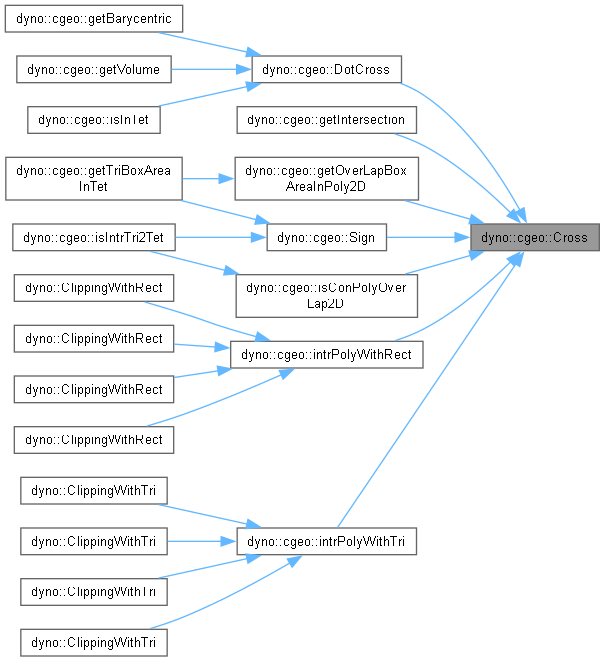 dyno::cgeo::getBarycentric
dyno::cgeo::getVolume
dyno::cgeo::isInTet
dyno::cgeo::DotCross
dyno::cgeo::getIntersection
dyno::cgeo::getTriBoxArea
InTet
dyno::cgeo::getOverLapBox
AreaInPoly2D
dyno::cgeo::isIntrTri2Tet
dyno::cgeo::Sign
dyno::cgeo::Cross
dyno::cgeo::isConPolyOver
Lap2D
dyno::ClippingWithRect
dyno::ClippingWithRect
dyno::ClippingWithRect
dyno::ClippingWithRect
dyno::cgeo::intrPolyWithRect
dyno::ClippingWithTri
dyno::ClippingWithTri
dyno::ClippingWithTri
dyno::ClippingWithTri
dyno::cgeo::intrPolyWithTri